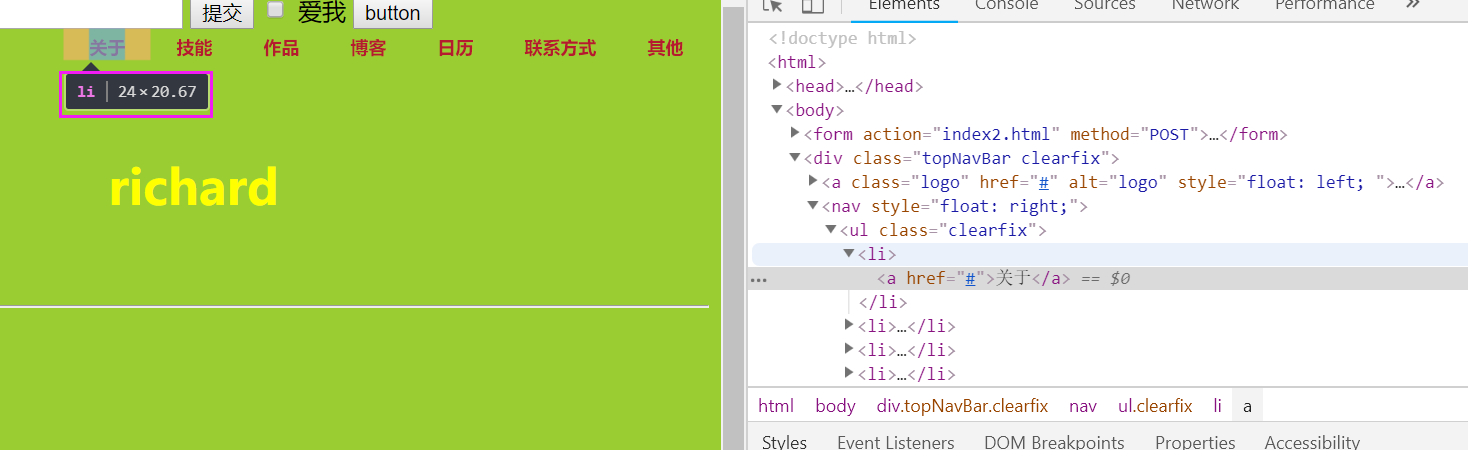 提交 爱我 button
关于 技能 作品 博客 日历 联系方式 其他
li 24 × 20.67
richard
Elements Console Sources Network Performance »
<!doctype html>
<html>
<head>…</head>
<body>
<form action="index2.html" method="POST">…</form>
<div class="topNavBar clearfix">
<a class="logo" href="#" alt="logo" style="float: left; ">…</a>
<nav style="float: right;">
<ul class="clearfix">
<li>
… <a href="#">关于</a> == $0
</li>
<li>…</li>
<li>…</li>
<li>…</li>
html body div.topNavBar.clearfix nav ul.clearfix li a
Styles Event Listeners DOM Breakpoints Properties Accessibility